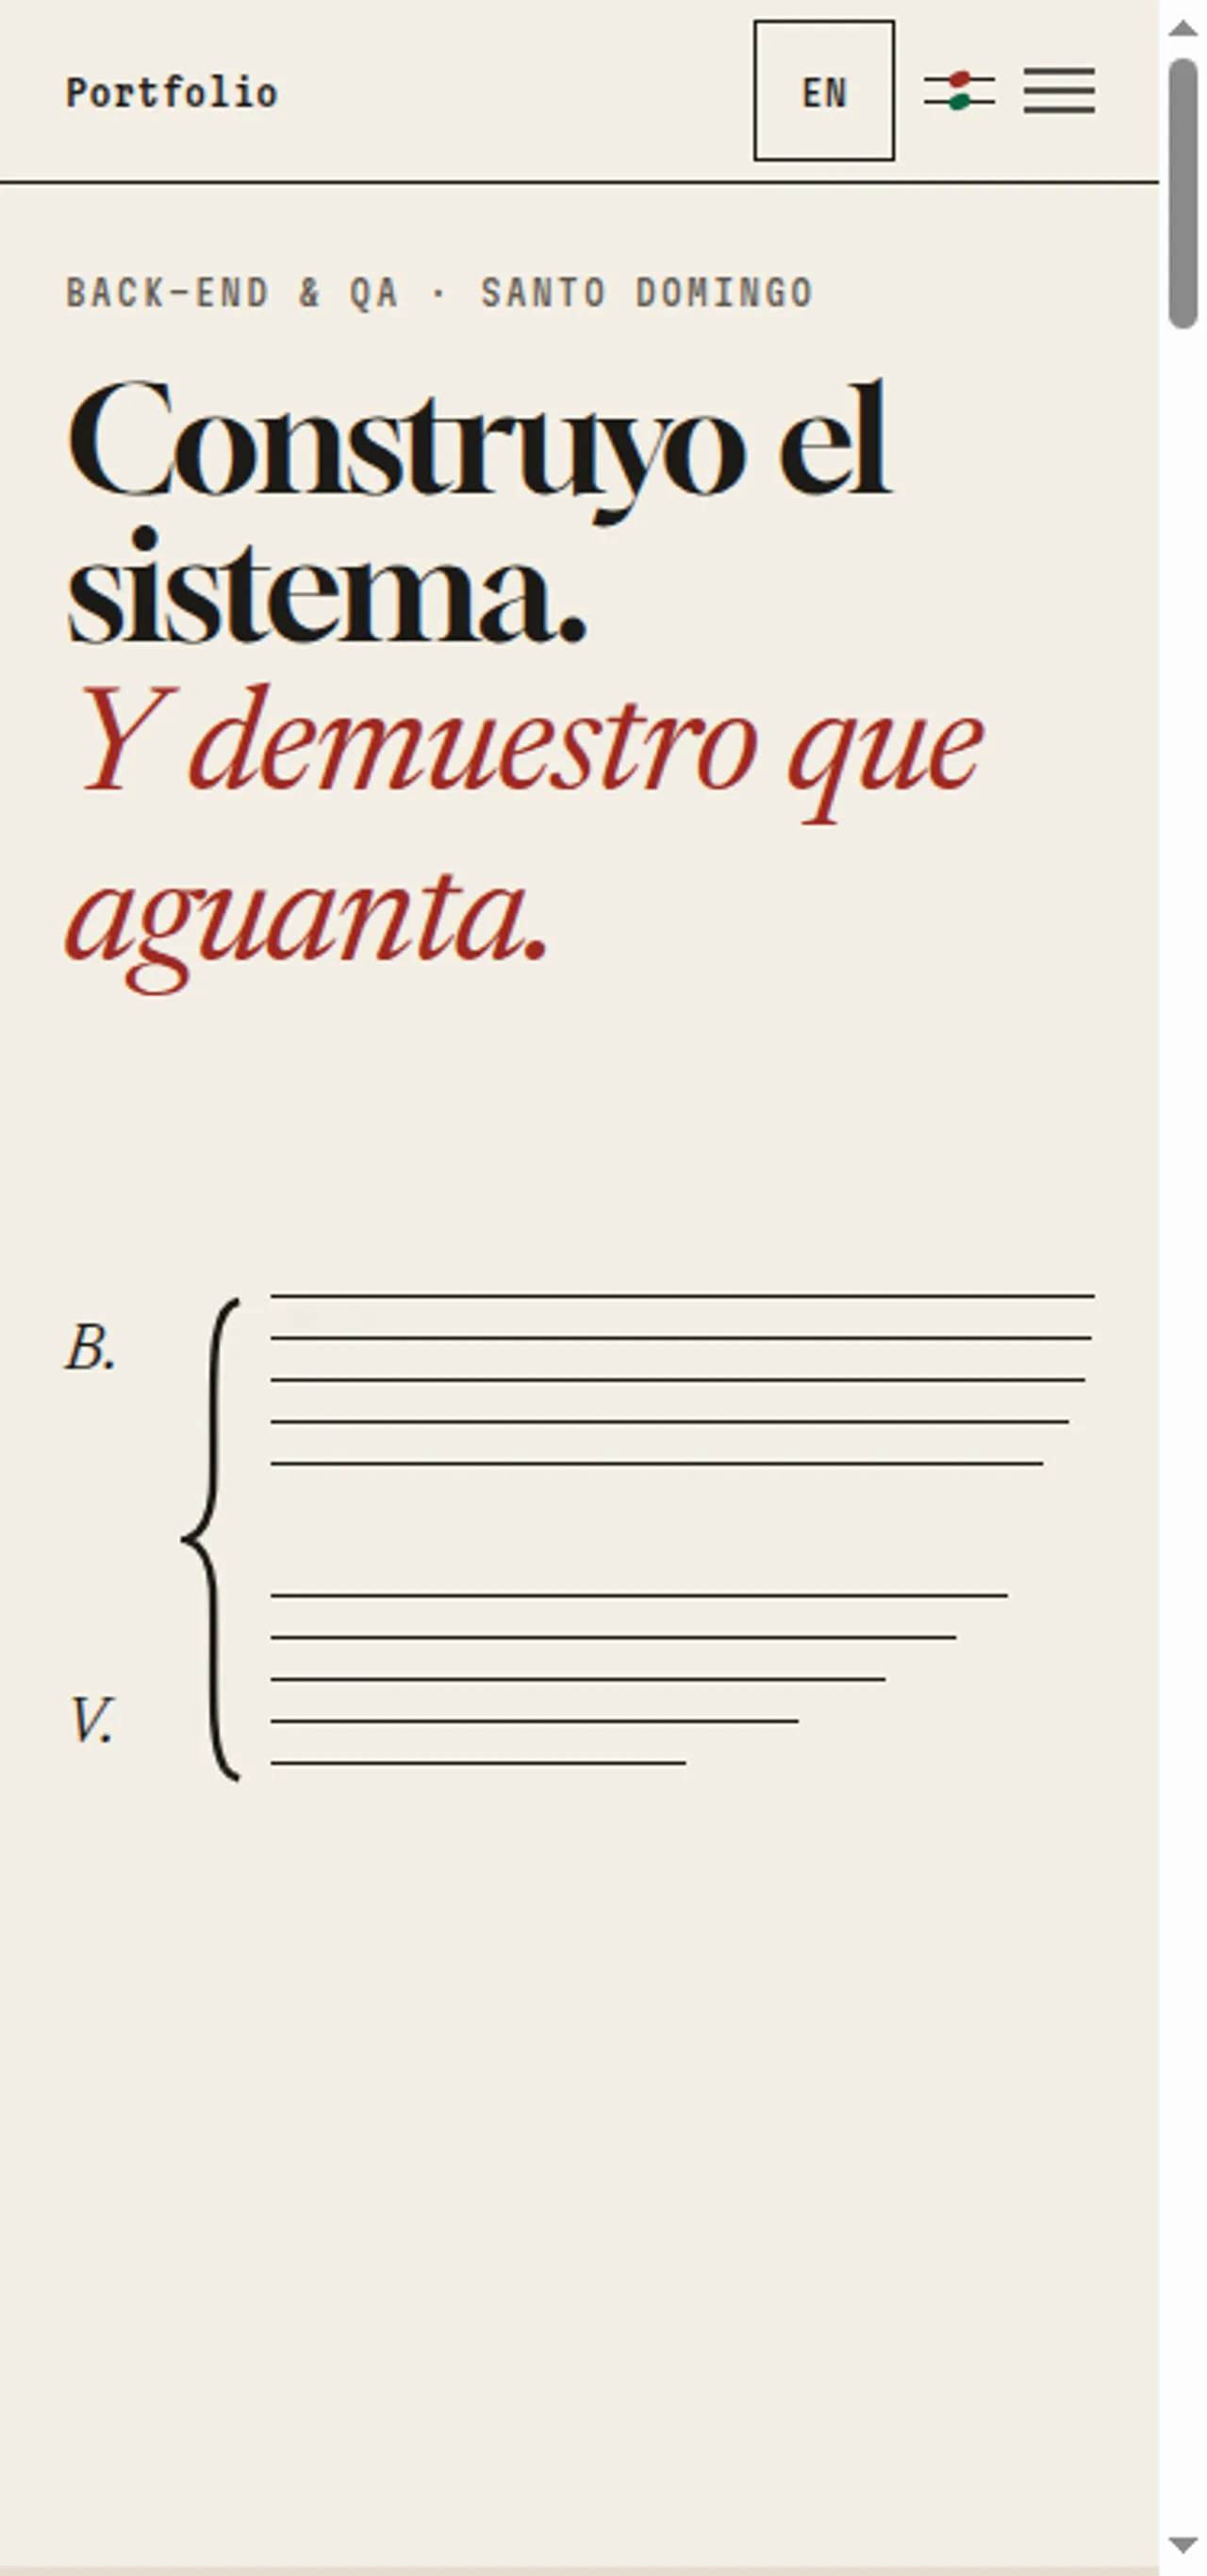 Portfolio
EN
BACK-END & QA · SANTO DOMINGO
Construyo el
sistema.
Y demuestro que
aguanta.
B.
V.